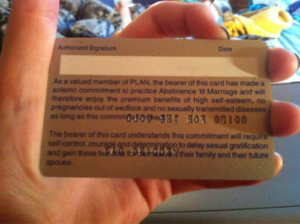 Authorized Signature Date
As a valued member of PLAN, the bearer of this card has made a
solemn commitment to practice Abstinence 'til Marriage and will
therefore enjoy the premium benefits of high self-esteem, no
pregnancies out of wedlock and no sexually transmitted diseases
as long as this
The bearer of this card understands this commitment will require
self-control, courage and determination to delay sexual gratification
and gain these their family and their future
spouse.